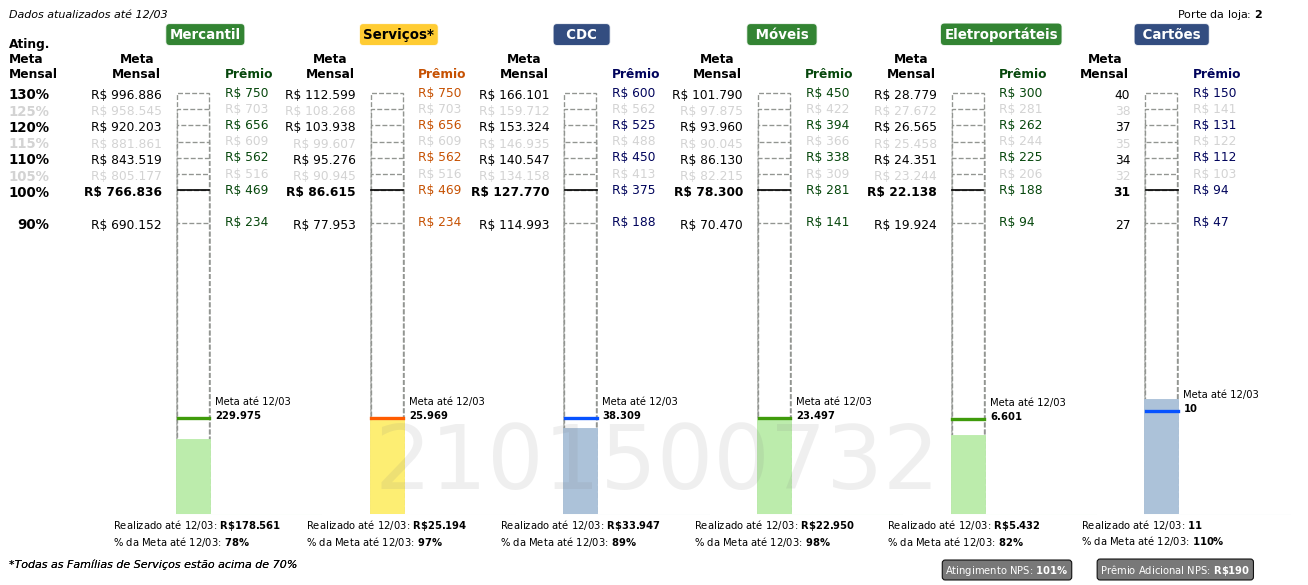 Dados atualizados até 12/03 Porte da loja: 2
Mercantil Serviços* CDC Móveis Eletroportáteis Cartões
Ating.
Meta Meta Meta Meta Meta Meta Meta
Mensal Mensal Prêmio Mensal Prêmio Mensal Prêmio Mensal Prêmio Mensal Prêmio Mensal Prêmio
130% R$ 996.886 R$ 750 R$ 112.599 R$ 750 R$ 166.101 R$ 600 R$ 101.790 R$ 450 R$ 28.779 R$ 300 40 R$ 150
125% R$ 958.545 R$ 703 R$ 108.268 R$ 703 R$ 159.712 R$ 562 R$ 97.875 R$ 422 R$ 27.672 R$ 281 38 R$ 141
120% R$ 920.203 R$ 656 R$ 103.938 R$ 656 R$ 153.324 R$ 525 R$ 93.960 R$ 394 R$ 26.565 R$ 262 37 R$ 131
115% R$ 881.861 R$ 609 R$ 99.607 R$ 609 R$ 146.935 R$ 488 R$ 90.045 R$ 366 R$ 25.458 R$ 244 35 R$ 122
110% R$ 843.519 R$ 562 R$ 95.276 R$ 562 R$ 140.547 R$ 450 R$ 86.130 R$ 338 R$ 24.351 R$ 225 34 R$ 112
105% R$ 805.177 R$ 516 R$ 90.945 R$ 516 R$ 134.158 R$ 413 R$ 82.215 R$ 309 R$ 23.244 R$ 206 32 R$ 103
100% R$ 766.836 R$ 469 R$ 86.615 R$ 469 R$ 127.770 R$ 375 R$ 78.300 R$ 281 R$ 22.138 R$ 188 31 R$ 94
90% R$ 690.152 R$ 234 R$ 77.953 R$ 234 R$ 114.993 R$ 188 R$ 70.470 R$ 141 R$ 19.924 R$ 94 27 R$ 47
Meta até 12/03 Meta até 12/03 Meta até 12/03 Meta até 12/03 Meta até 12/03 Meta até 12/03
229.975 25.969 38.309 23.497 6.601 10
2101500732
Realizado até 12/03: R$178.561 Realizado até 12/03: R$25.194 Realizado até 12/03: R$33.947 Realizado até 12/03: R$22.950 Realizado até 12/03: R$5.432 Realizado até 12/03: 11
% da Meta até 12/03: 78% % da Meta até 12/03: 97% % da Meta até 12/03: 89% % da Meta até 12/03: 98% % da Meta até 12/03: 82% % da Meta até 12/03: 110%
*Todas as Famílias de Serviços estão acima de 70% Atingimento NPS: 101% Prêmio Adicional NPS: R$190